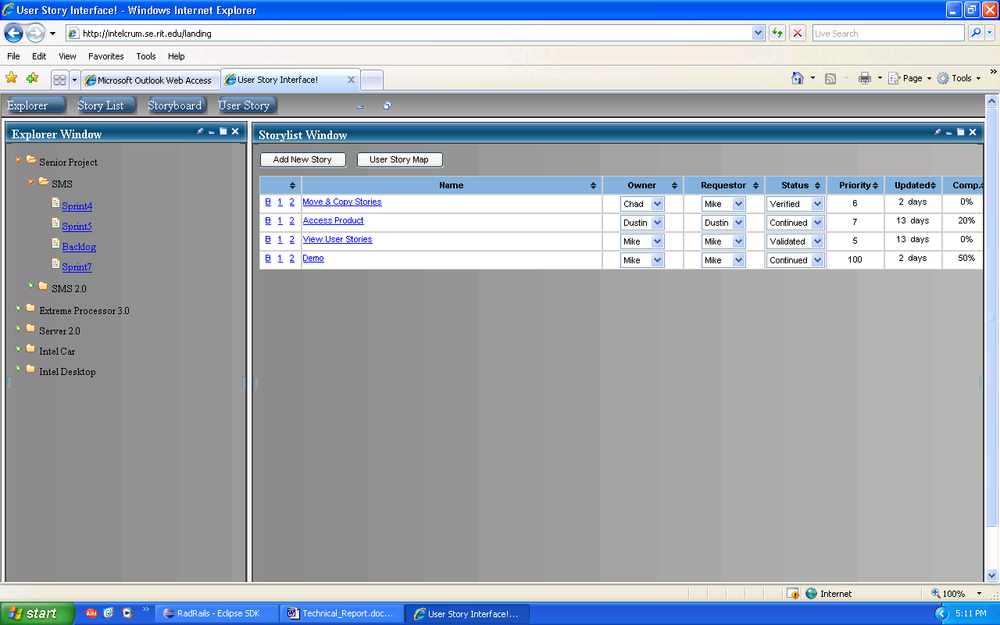 User Story Interface! - Windows Internet Explorer
http://intelcrum.se.rit.edu/landing
Live Search
File Edit View Favorites Tools Help
Microsoft Outlook Web Access User Story Interface! Page Tools
Explorer Story List Storyboard User Story
Explorer Window
Senior Project
SMS
Sprint4
Sprint5
Backlog
Sprint7
SMS 2.0
Extreme Processor 3.0
Server 2.0
Intel Car
Intel Desktop
Storylist Window
Add New Story User Story Map
Name Owner Requestor Status Priority Updated Comp.
B 1 2 Move & Copy Stories Chad Mike Verified 6 2 days 0%
B 1 2 Access Product Dustin Dustin Continued 7 13 days 20%
B 1 2 View User Stories Mike Mike Validated 5 13 days 0%
B 1 2 Demo Mike Mike Continued 100 2 days 50%
Internet 100%
start AIM RadRails - Eclipse SDK Technical_Report.doc... User Story Interface!... 5:11 PM